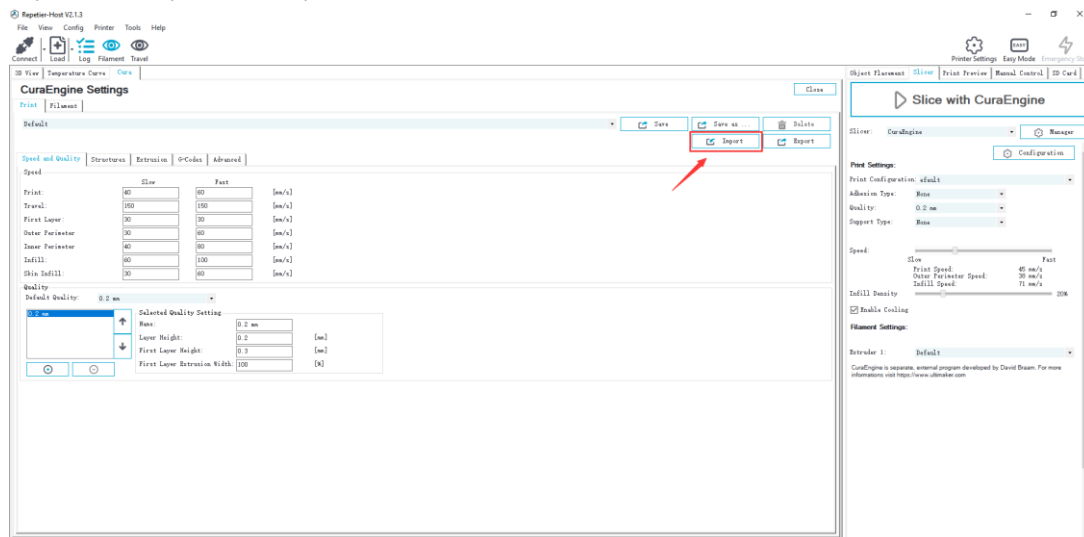 Repetier-Host V2.1.3
File View Config Printer Tools Help
Connect Load Log Filament Travel
Printer Settings Easy Mode Emergency St
EASY
3D View Temperature Curve Cura
CuraEngine Settings
Close
Print Filament
Default
Save Save as ... Delete
Import Export
Speed and Quality Structures Extrusion G-Codes Advanced
Speed
Slow Fast
Print: 40 60 [mm/s]
Travel: 150 150 [mm/s]
First Layer: 30 30 [mm/s]
Outer Perimeter 30 60 [mm/s]
Inner Perimeter 40 80 [mm/s]
Infill: 60 100 [mm/s]
Skin Infill: 30 60 [mm/s]
Quality
Default Quality: 0.2 mm
0.2 mm
Selected Quality Setting
Name: 0.2 mm
Layer Height: 0.2 [mm]
First Layer Height: 0.3 [mm]
First Layer Extrusion Width: 100 [%]
Object Placement Slicer Print Preview Manual Control SD Card
Slice with CuraEngine
Slicer: CuraEngine Manager
Configuration
Print Settings:
Print Configuration: efault
Adhesion Type: None
Quality: 0.2 mm
Support Type: None
Speed:
Slow Fast
Print Speed: 45 mm/s
Outer Perimeter Speed: 38 mm/s
Infill Speed: 71 mm/s
Infill Density 20%
Enable Cooling
Filament Settings:
Extruder 1: Default
CuraEngine is separate, external program developed by David Braam. For more
informations visit https://www.ultimaker.com